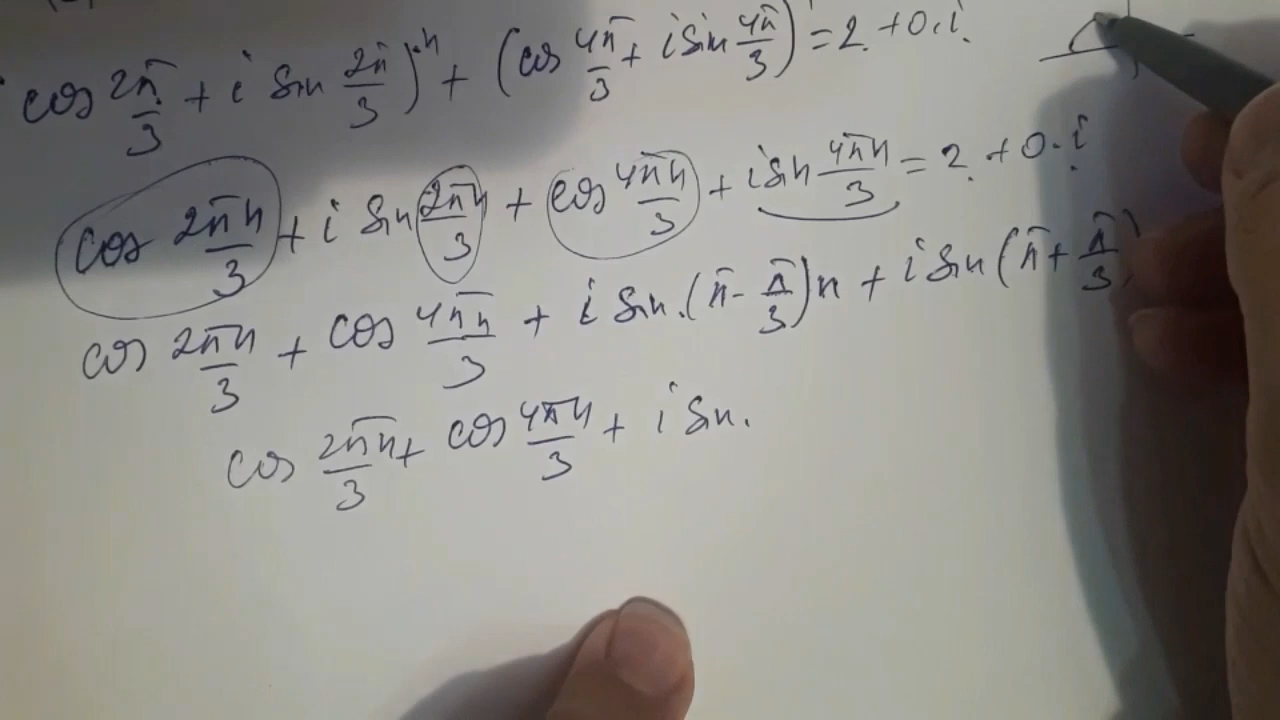 cos 2π/3 + i sin 2π/3)^n + (cos 4π/3 + i sin 4π/3) = 2 + 0·i
cos 2πn/3 + i sin 2πn/3 + cos 4πn/3 + i sin 4πn/3 = 2 + 0·i
cos 2πn/3 + cos 4πn/3 + i sin (π - π/3)n + i sin (π + π/3)
cos 2πn/3 + cos 4πn/3 + i sin